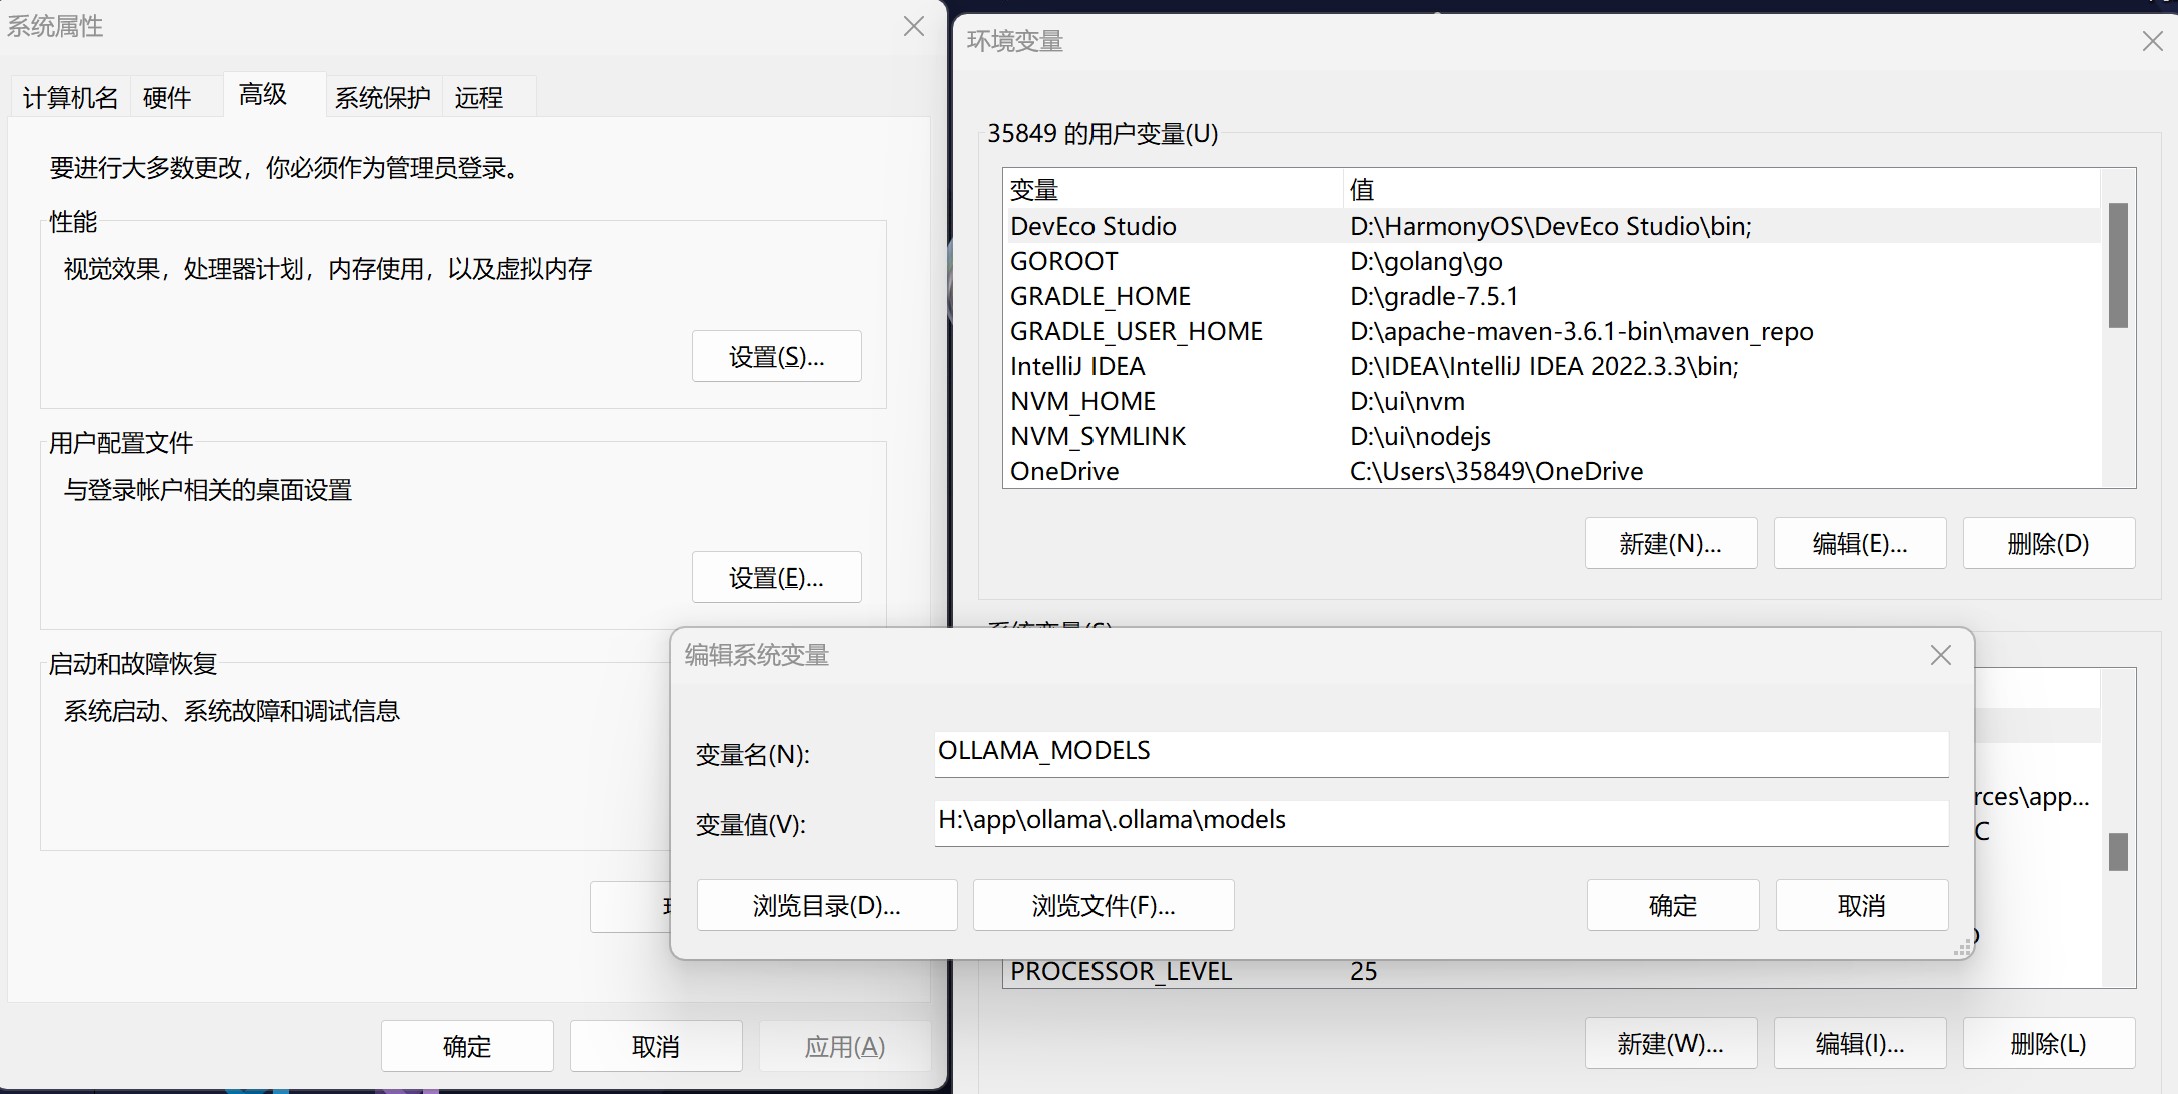 系统属性
计算机名
硬件
高级
系统保护
远程
要进行大多数更改，你必须作为管理员登录。
性能
视觉效果，处理器计划，内存使用，以及虚拟内存
设置(S)...
用户配置文件
与登录帐户相关的桌面设置
设置(E)...
启动和故障恢复
系统启动、系统故障和调试信息
确定
取消
应用(A)
环境变量
35849 的用户变量(U)
变量 值
DevEco Studio D:\HarmonyOS\DevEco Studio\bin;
GOROOT D:\golang\go
GRADLE_HOME D:\gradle-7.5.1
GRADLE_USER_HOME D:\apache-maven-3.6.1-bin\maven_repo
IntelliJ IDEA D:\IDEA\IntelliJ IDEA 2022.3.3\bin;
NVM_HOME D:\ui\nvm
NVM_SYMLINK D:\ui\nodejs
OneDrive C:\Users\35849\OneDrive
新建(N)...
编辑(E)...
删除(D)
系统变量(S)
编辑系统变量
变量名(N): OLLAMA_MODELS
变量值(V): H:\app\ollama\.ollama\models
浏览目录(D)...
浏览文件(F)...
确定
取消
rces\app...
C
PROCESSOR_LEVEL 25
新建(W)...
编辑(I)...
删除(L)